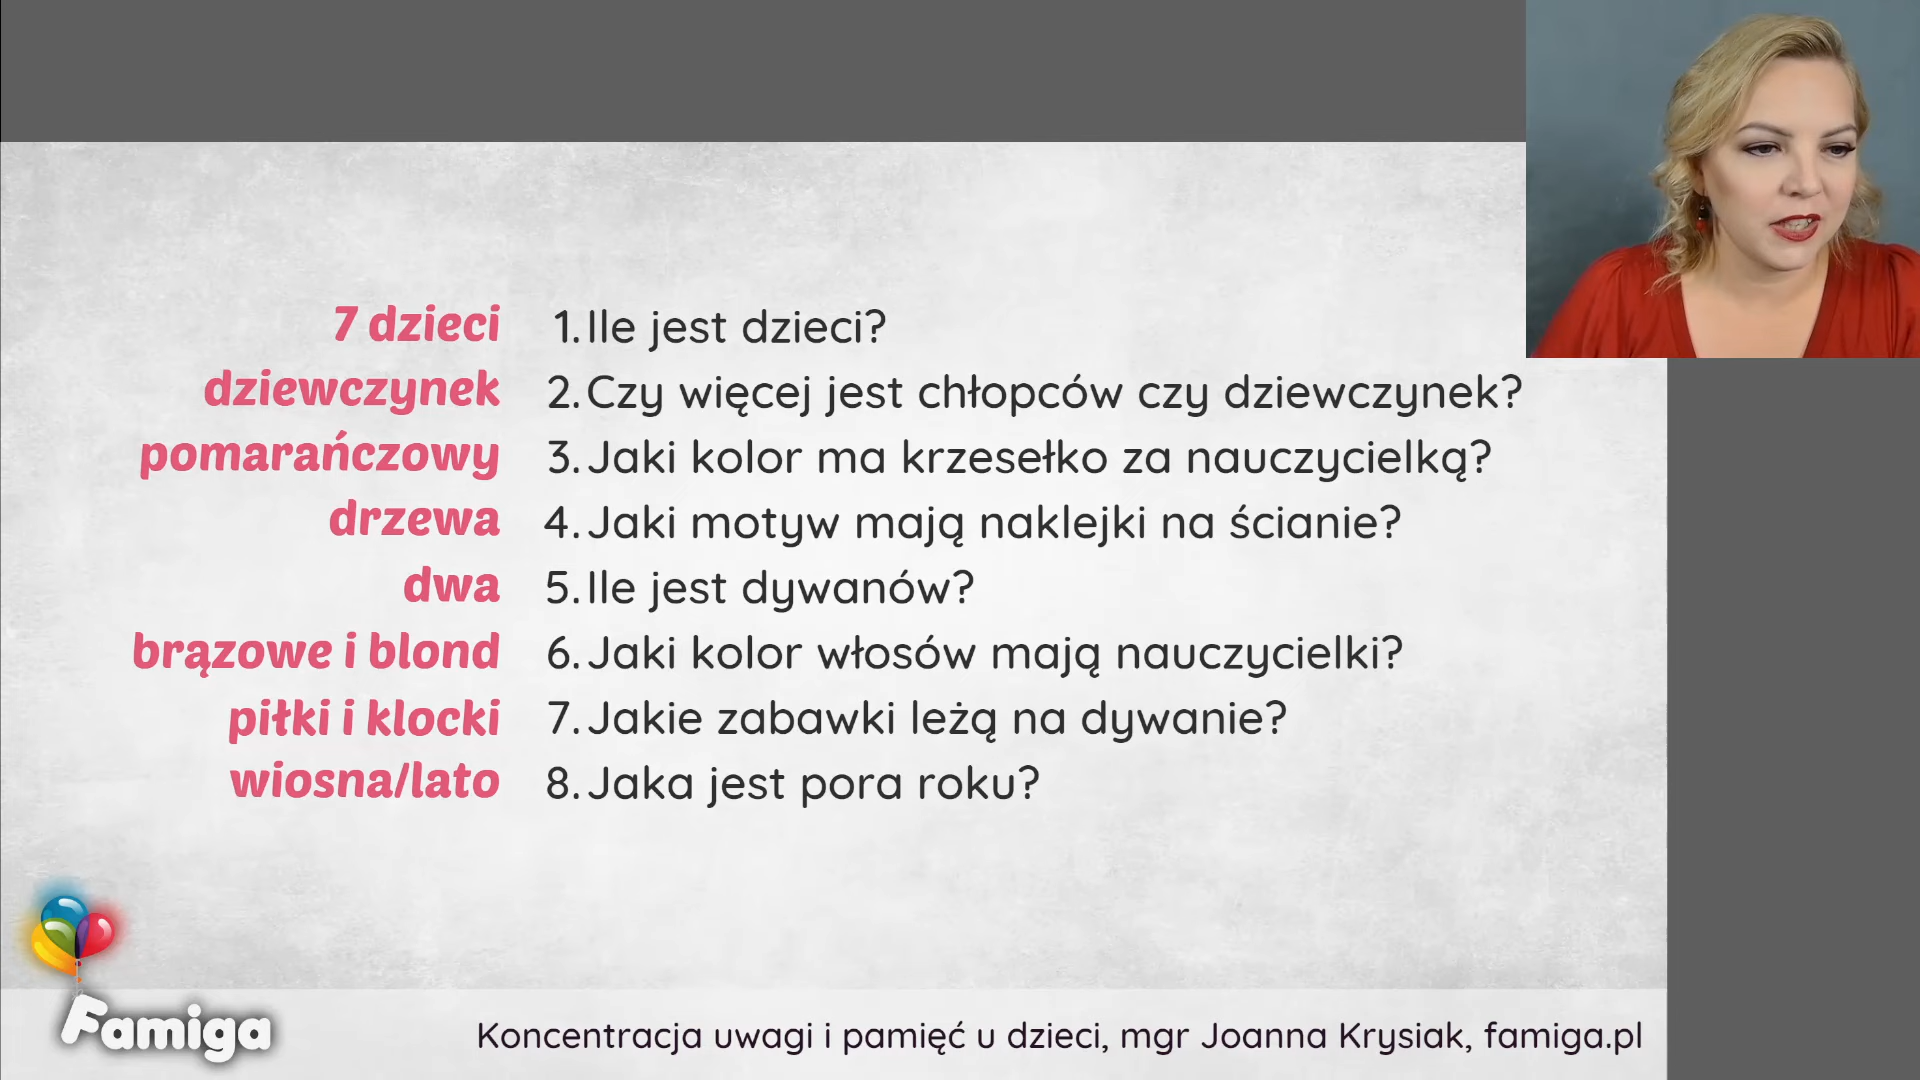 7 dzieci 1. Ile jest dzieci?
dziewczynek 2. Czy więcej jest chłopców czy dziewczynek?
pomarańczowy 3. Jaki kolor ma krzesełko za nauczycielką?
drzewa 4. Jaki motyw mają naklejki na ścianie?
dwa 5. Ile jest dywanów?
brązowe i blond 6. Jaki kolor włosów mają nauczycielki?
piłki i klocki 7. Jakie zabawki leżą na dywanie?
wiosna/lato 8. Jaka jest pora roku?
Famiga
Koncentracja uwagi i pamięć u dzieci, mgr Joanna Krysiak, famiga.pl